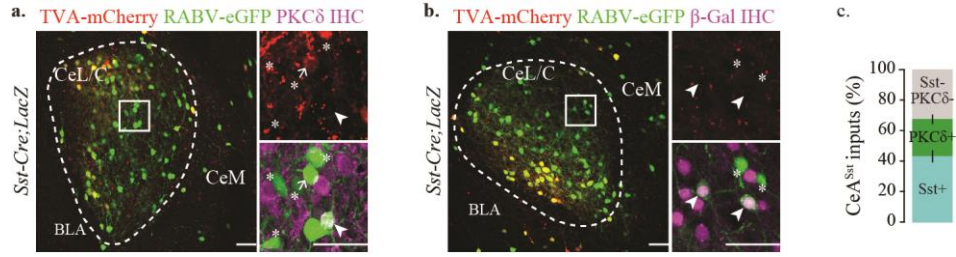 a. TVA-mCherry RABV-eGFP PKCδ IHC
Sst-Cre;LacZ
CeL/C
CeM
BLA
* * * *
* * * *
b. TVA-mCherry RABV-eGFP β-Gal IHC
Sst-Cre;LacZ
CeL/C
CeM
BLA
* *
* *
c.
CeA^Sst inputs (%)
100
80
60
40
20
0
Sst-
PKCδ-
PKCδ+
Sst+